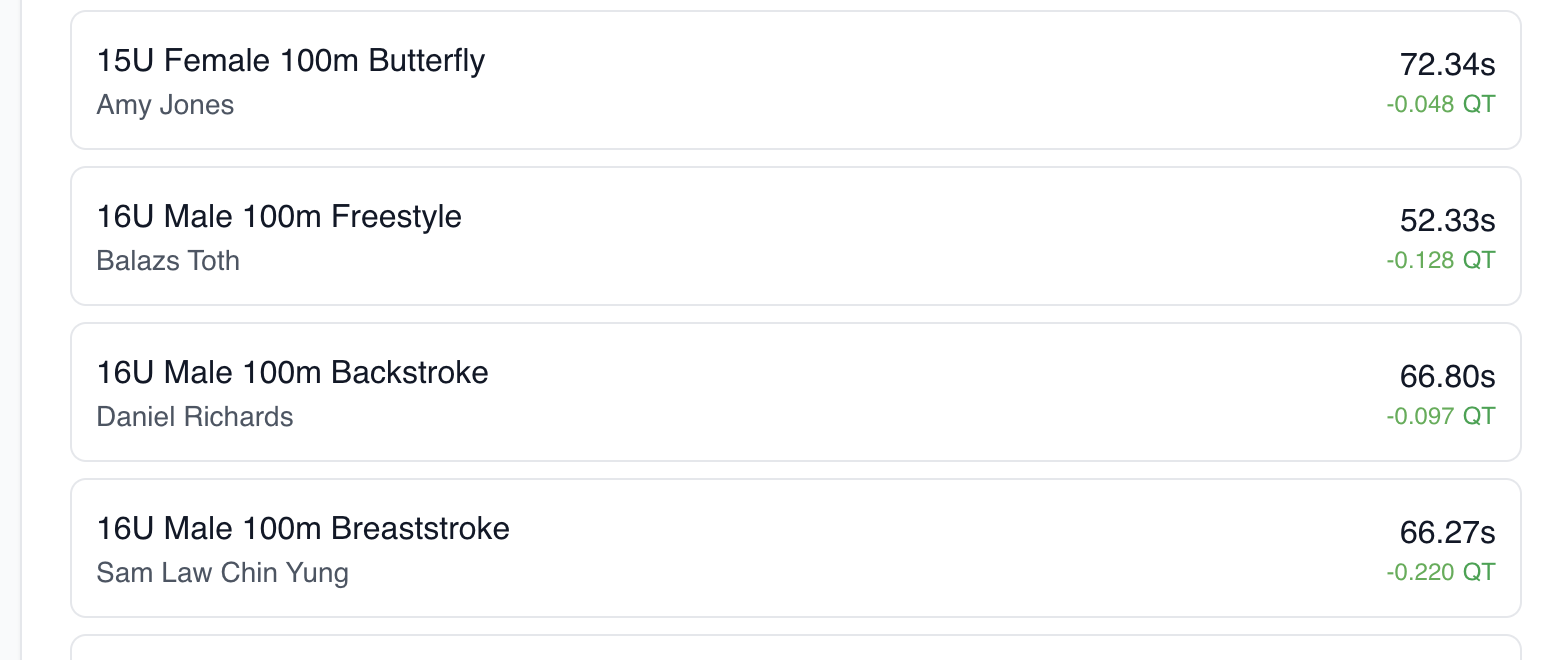 15U Female 100m Butterfly
Amy Jones
72.34s
-0.048 QT
16U Male 100m Freestyle
Balazs Toth
52.33s
-0.128 QT
16U Male 100m Backstroke
Daniel Richards
66.80s
-0.097 QT
16U Male 100m Breaststroke
Sam Law Chin Yung
66.27s
-0.220 QT